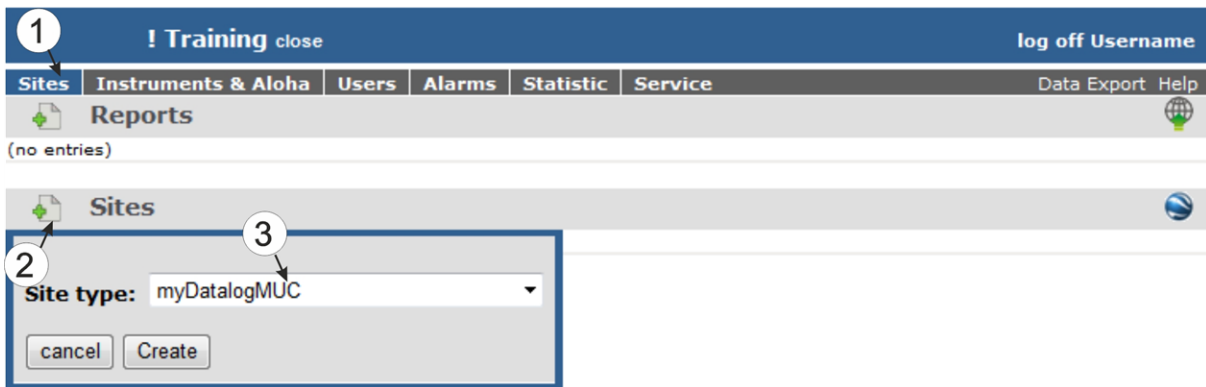 1
! Training close log off Username
Sites Instruments & Aloha Users Alarms Statistic Service Data Export Help
Reports
(no entries)
Sites
2
3
Site type: myDatalogMUC
cancel Create